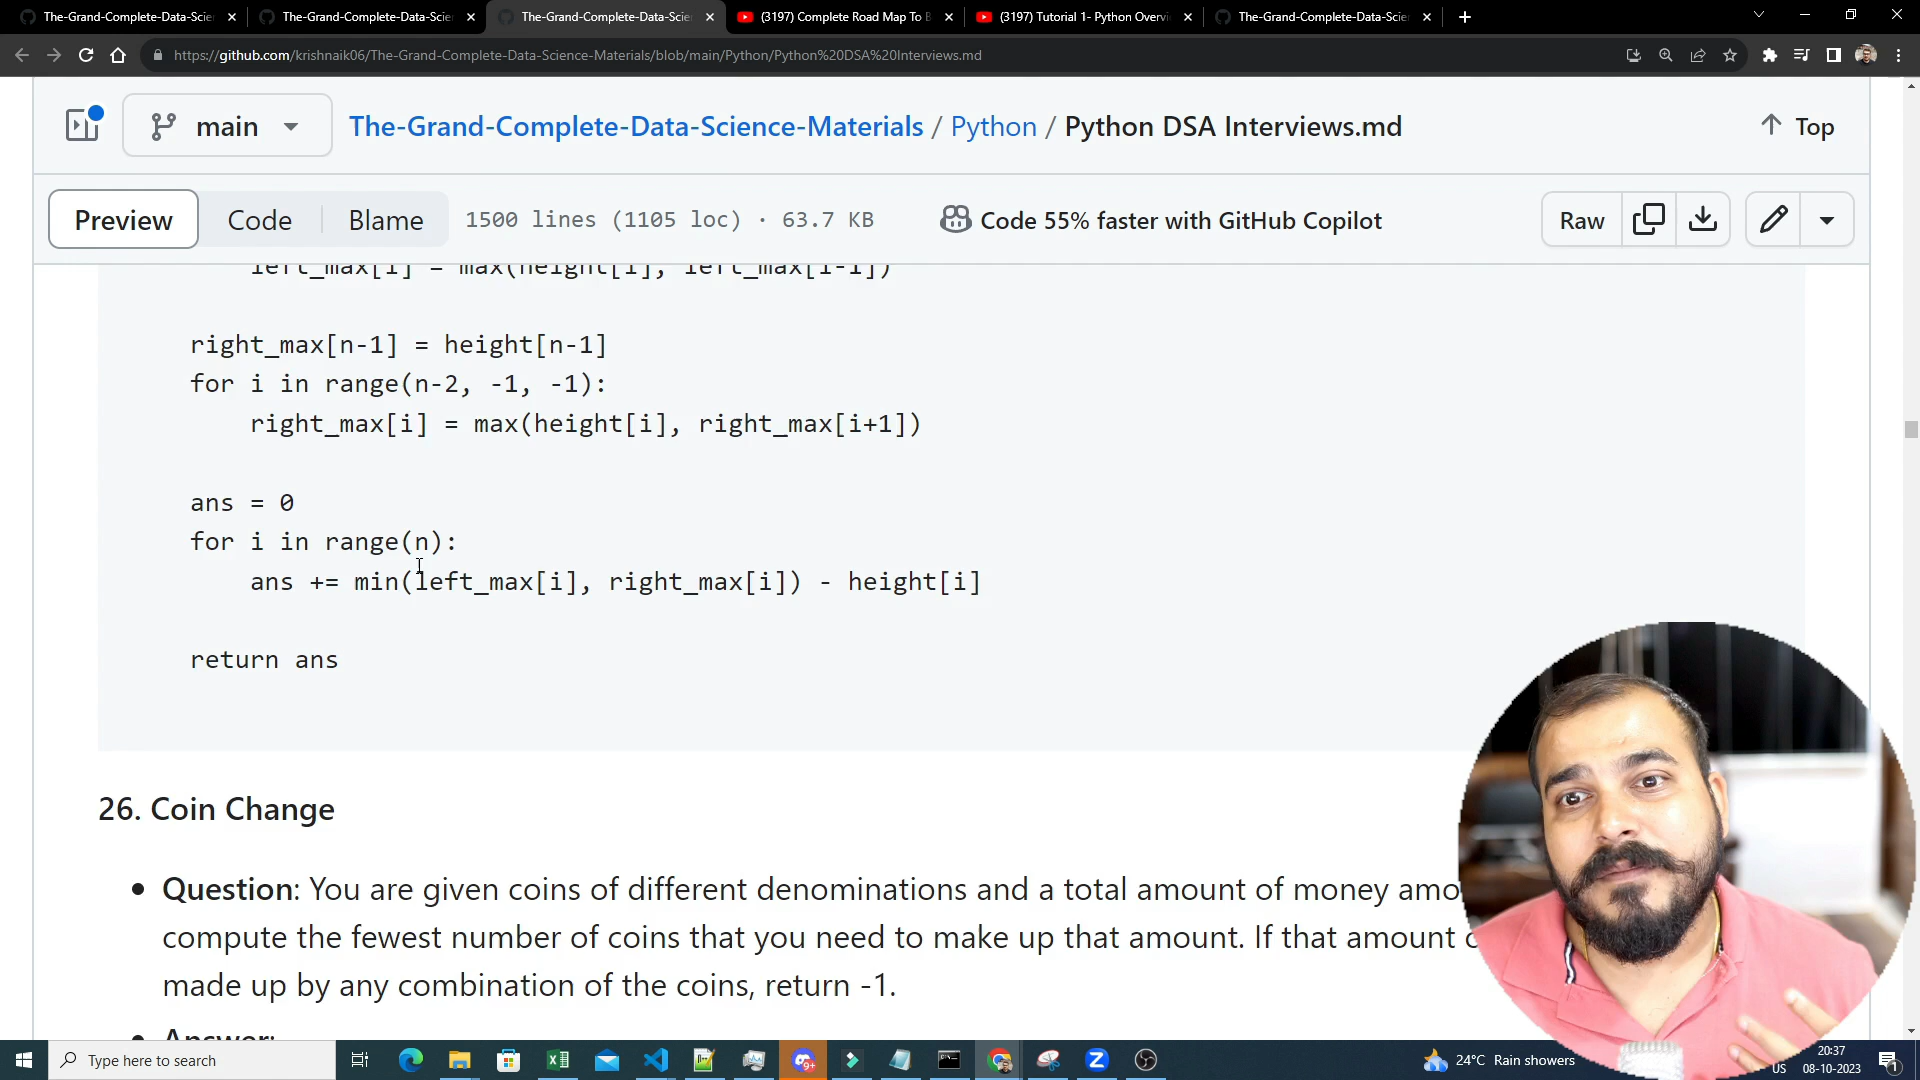 The-Grand-Complete-Data-Scie
The-Grand-Complete-Data-Scie
The-Grand-Complete-Data-Scie
(3197) Complete Road Map To B
(3197) Tutorial 1- Python Overvi
The-Grand-Complete-Data-Scie
https://github.com/krishnaik06/The-Grand-Complete-Data-Science-Materials/blob/main/Python/Python%20DSA%20Interviews.md
main
The-Grand-Complete-Data-Science-Materials / Python / Python DSA Interviews.md
Top
Preview Code Blame 1500 lines (1105 loc) · 63.7 KB Code 55% faster with GitHub Copilot Raw
left_max[i] = max(height[i], left_max[i-1])
right_max[n-1] = height[n-1]
for i in range(n-2, -1, -1):
right_max[i] = max(height[i], right_max[i+1])
ans = 0
for i in range(n):
ans += min(left_max[i], right_max[i]) - height[i]
return ans
26. Coin Change
• Question: You are given coins of different denominations and a total amount of money amo
compute the fewest number of coins that you need to make up that amount. If that amount
made up by any combination of the coins, return -1.
• Answer:
Type here to search
9+
24°C Rain showers
US
20:37
08-10-2023
1